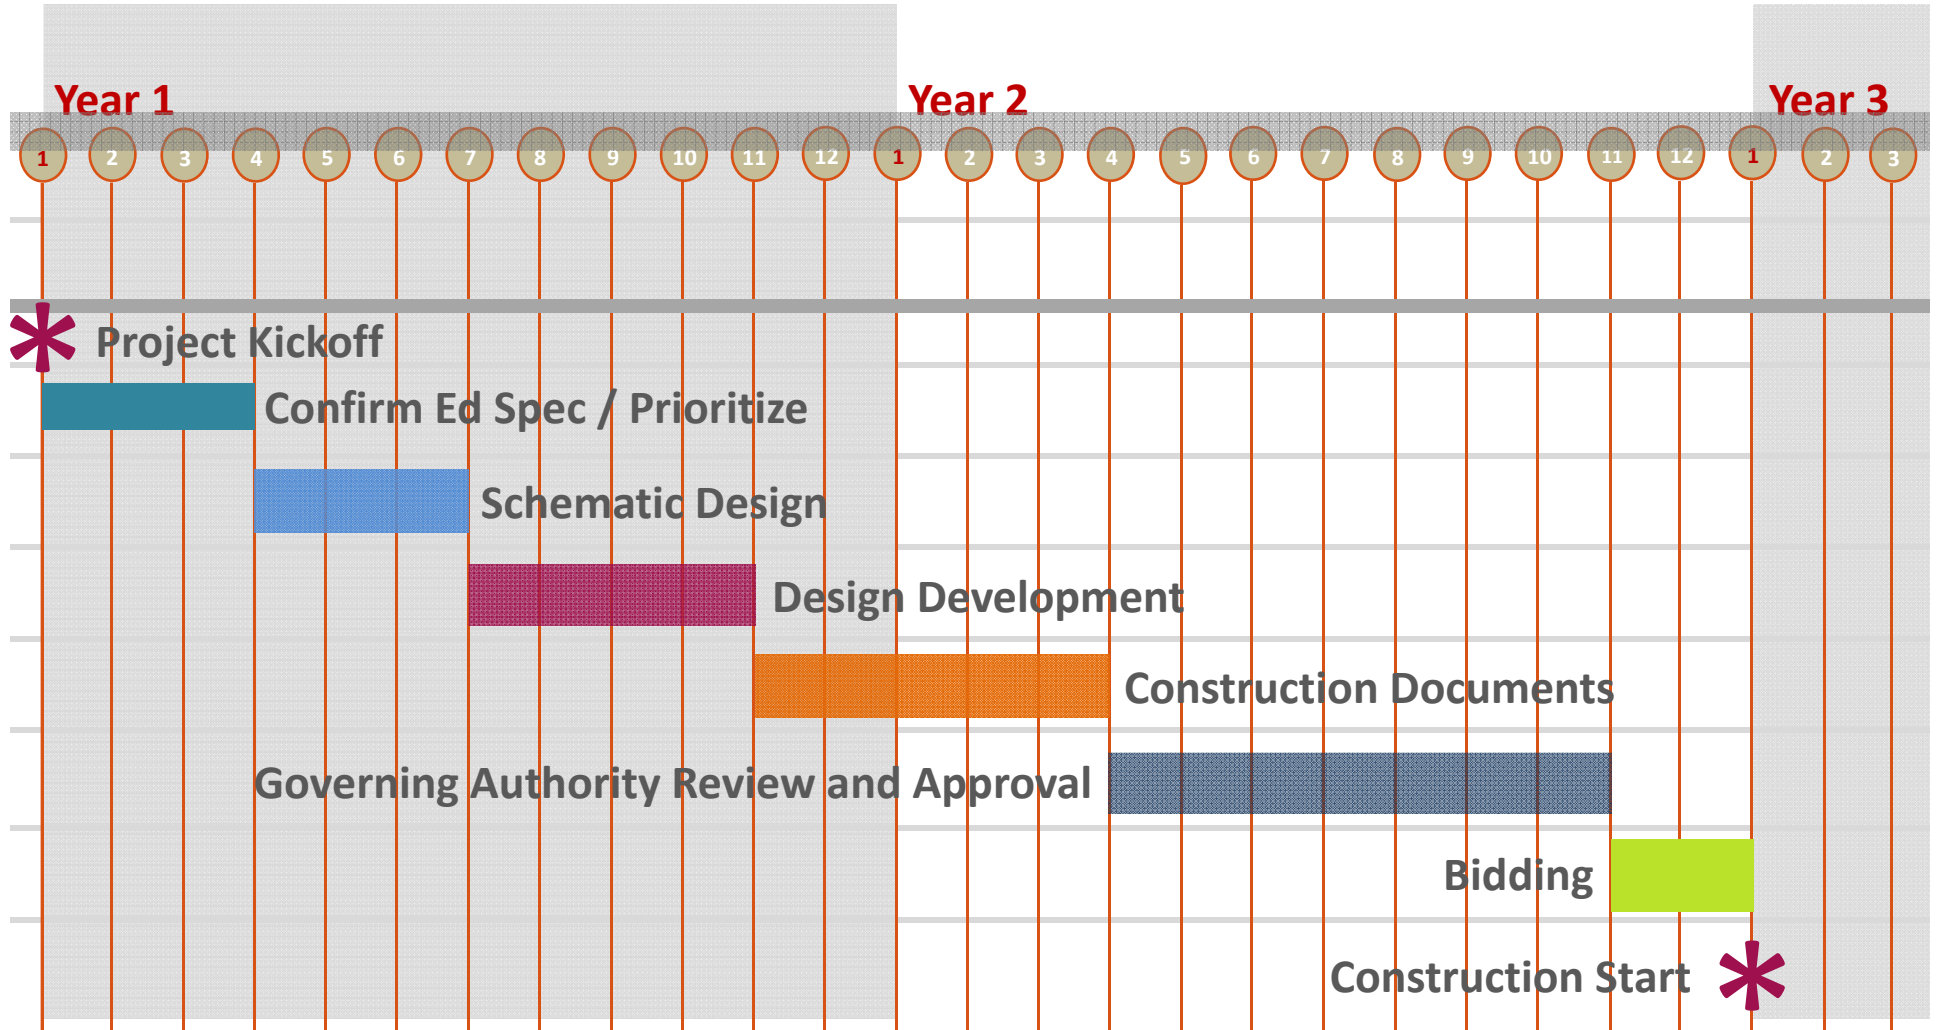 Year 1 Year 2 Year 3
1 2 3 4 5 6 7 8 9 10 11 12 1 2 3 4 5 6 7 8 9 10 11 12 1 2 3
* Project Kickoff
Confirm Ed Spec / Prioritize
Schematic Design
Design Development
Construction Documents
Governing Authority Review and Approval
Bidding
Construction Start *